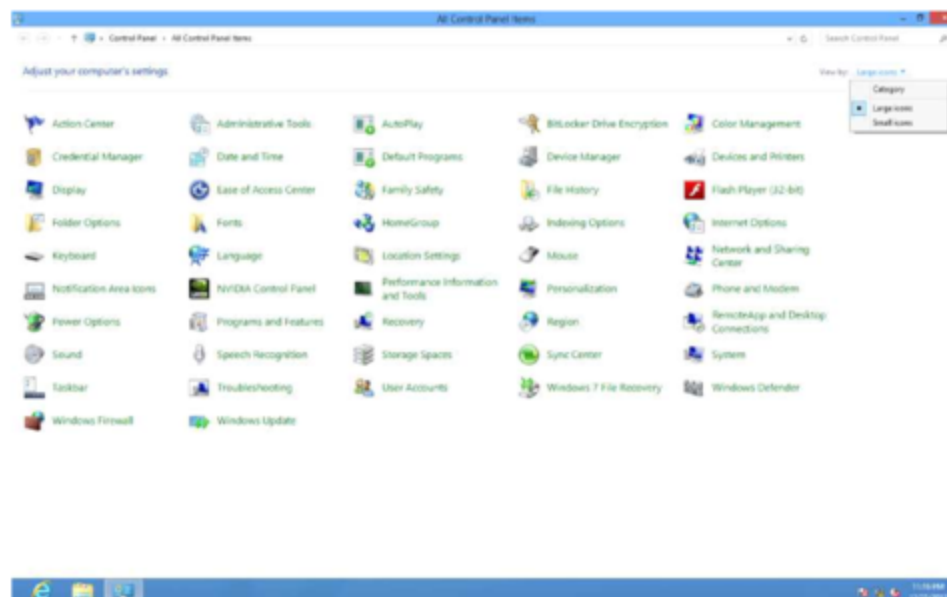 All Control Panel Items
Control Panel All Control Panel Items
Search Control Panel
Adjust your computer's settings
View by: Large icons
Category
Large icons
Small icons
Action Center Administrative Tools AutoPlay BitLocker Drive Encryption Color Management
Credential Manager Date and Time Default Programs Device Manager Devices and Printers
Display Ease of Access Center Family Safety File History Flash Player (32-bit)
Folder Options Fonts HomeGroup Indexing Options Internet Options
Keyboard Language Location Settings Mouse Network and Sharing
Center
Notification Area Icons NVIDIA Control Panel Performance Information
and Tools
Personalization Phone and Modem
Power Options Programs and Features Recovery Region RemoteApp and Desktop
Connections
Sound Speech Recognition Storage Spaces Sync Center System
Taskbar Troubleshooting User Accounts Windows 7 File Recovery Windows Defender
Windows Firewall Windows Update